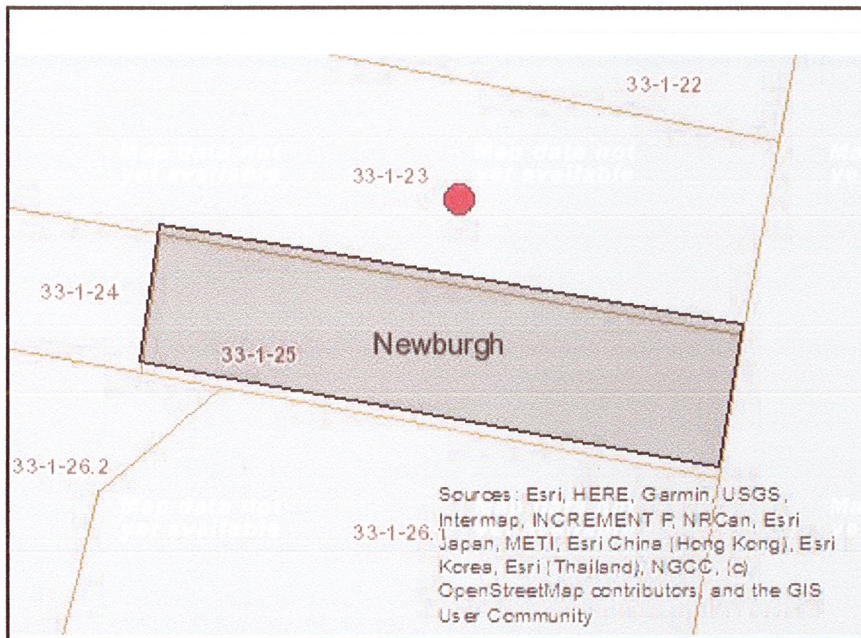 33-1-22
Map data not
yet available
Map data not
yet available
Ma
ye
33-1-23
33-1-24
Newburgh
33-1-25
33-1-26.2
Map data not
yet available
33-1-26.1
Sources: Esri, HERE, Garmin, USGS,
Intermap, INCREMENT P, NRCan, Esri
Japan, METI, Esri China (Hong Kong), Esri
Korea, Esri (Thailand), NGCC, (c)
OpenStreetMap contributors, and the GIS
User Community